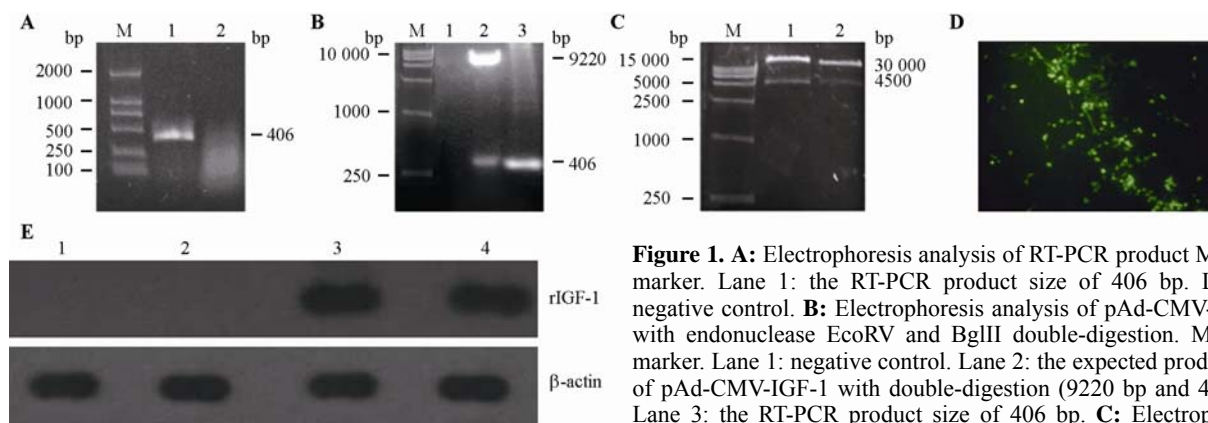 A
B
C
D
bp
M
1
2
bp
2000
1000
500
250
100
406
bp
M
1
2
3
10 000
1000
250
9220
406
bp
M
1
2
bp
15 000
5000
2500
1000
250
30 000
4500
E
1
2
3
4
rIGF-1
β-actin
Figure 1. A: Electrophoresis analysis of RT-PCR product M
marker. Lane 1: the RT-PCR product size of 406 bp. L
negative control. B: Electrophoresis analysis of pAd-CMV-
with endonuclease EcoRV and BglII double-digestion. M
marker. Lane 1: negative control. Lane 2: the expected produ
of pAd-CMV-IGF-1 with double-digestion (9220 bp and 4
Lane 3: the RT-PCR product size of 406 bp. C: Electrop